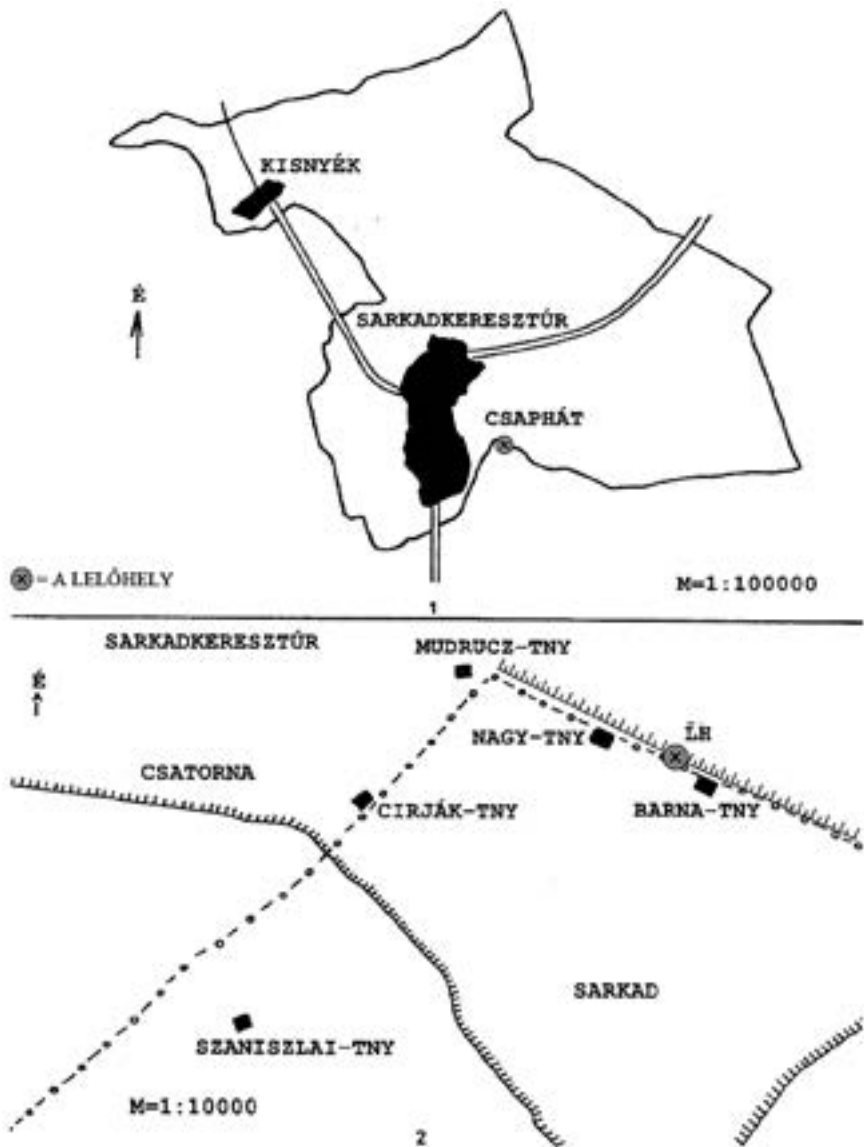 KISNYÉK
É
SARKADKERESZTÚR
CSAPHÁT
= A LELŐHELY
M=1:100000
1
SARKADKERESZTÚR
MUDRUCZ-TNY
É
NAGY-TNY
LH
CSATORNA
CIRJÁK-TNY
BARNA-TNY
SARKAD
SZANISZLAI-TNY
M=1:10000
2